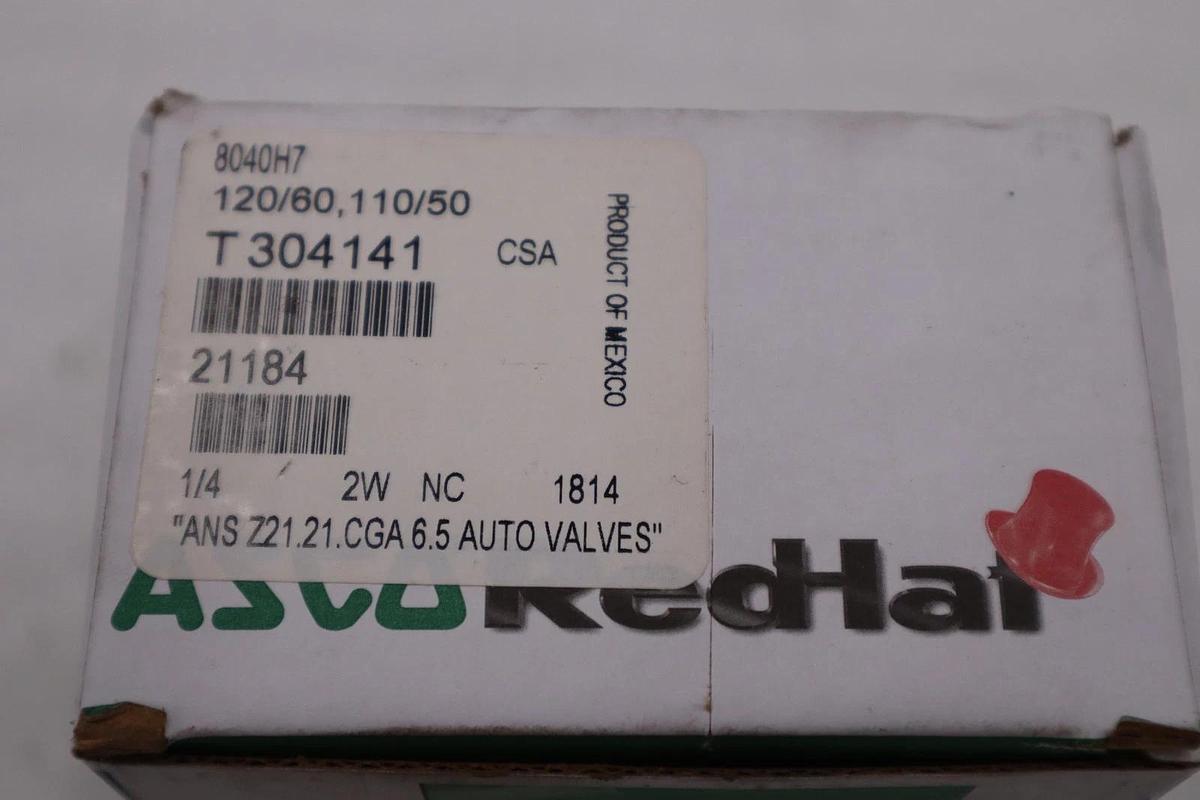 8040H7
120/60,110/50
T 304141 CSA
PRODUCT OF MEXICO
21184
1/4 2W NC 1814
"ANS Z21.21.CGA 6.5 AUTO VALVES"
ASCO RedHat